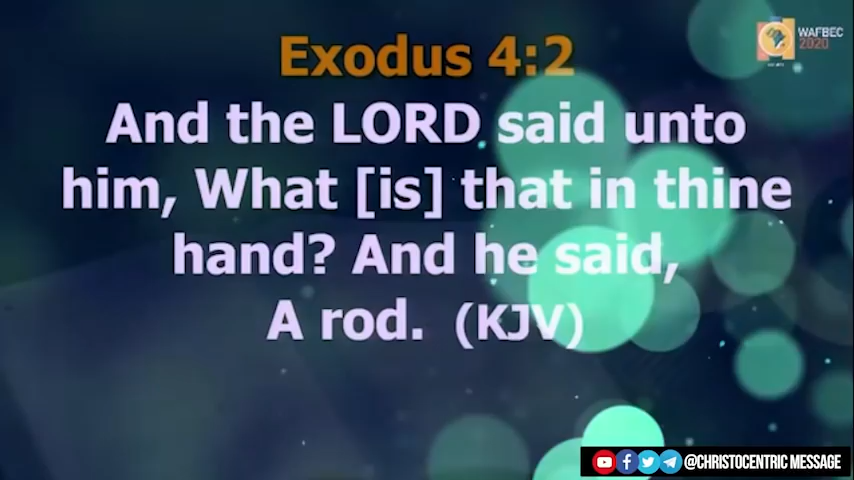 WAFBEC
2020
Exodus 4:2
And the LORD said unto
him, What [is] that in thine
hand? And he said,
A rod. (KJV)
@CHRISTOCENTRIC MESSAGE